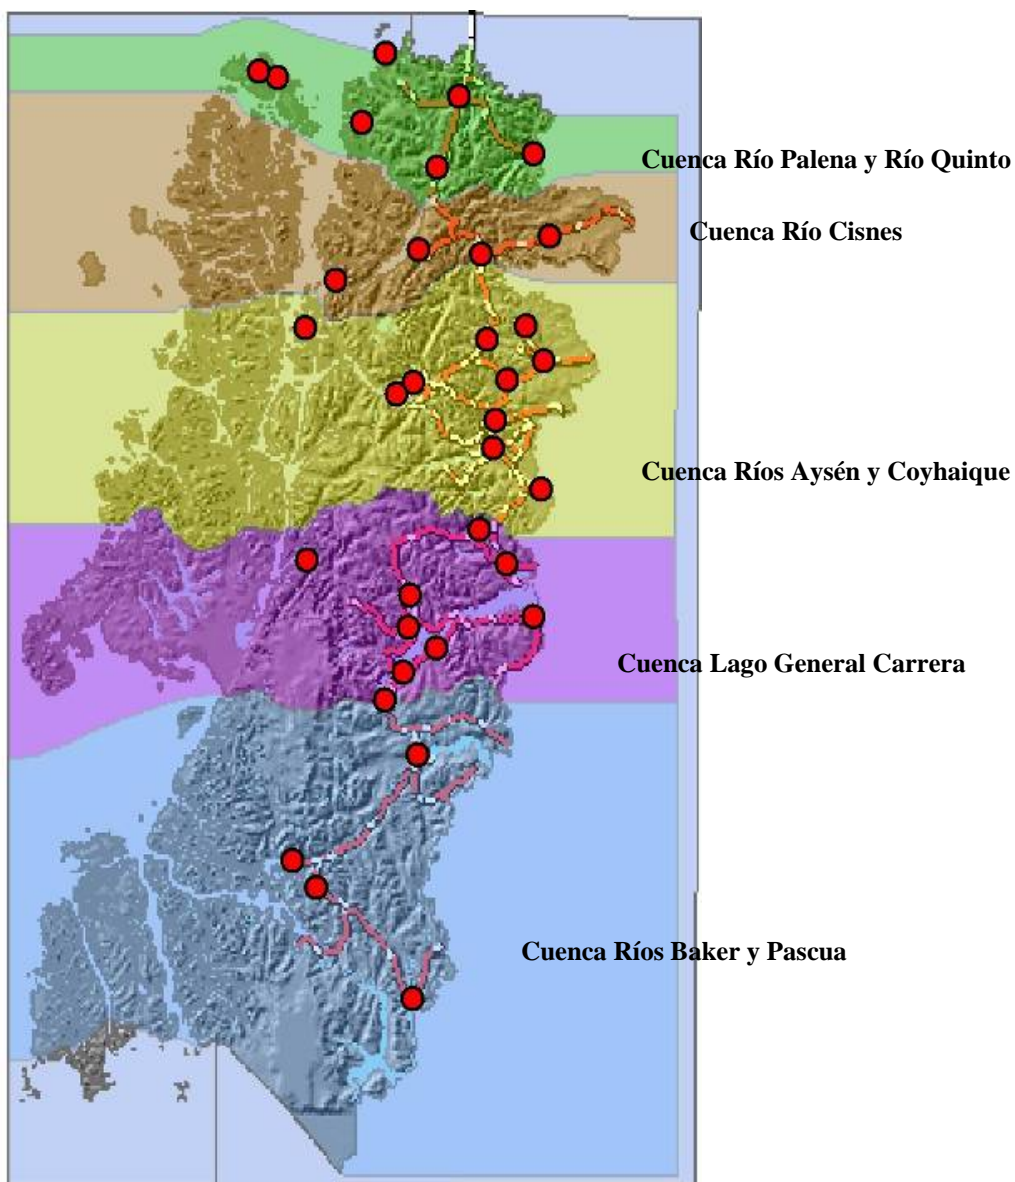 Cuenca Río Palena y Río Quinto
Cuenca Río Cisnes
Cuenca Ríos Aysén y Coyhaique
Cuenca Lago General Carrera
Cuenca Ríos Baker y Pascua